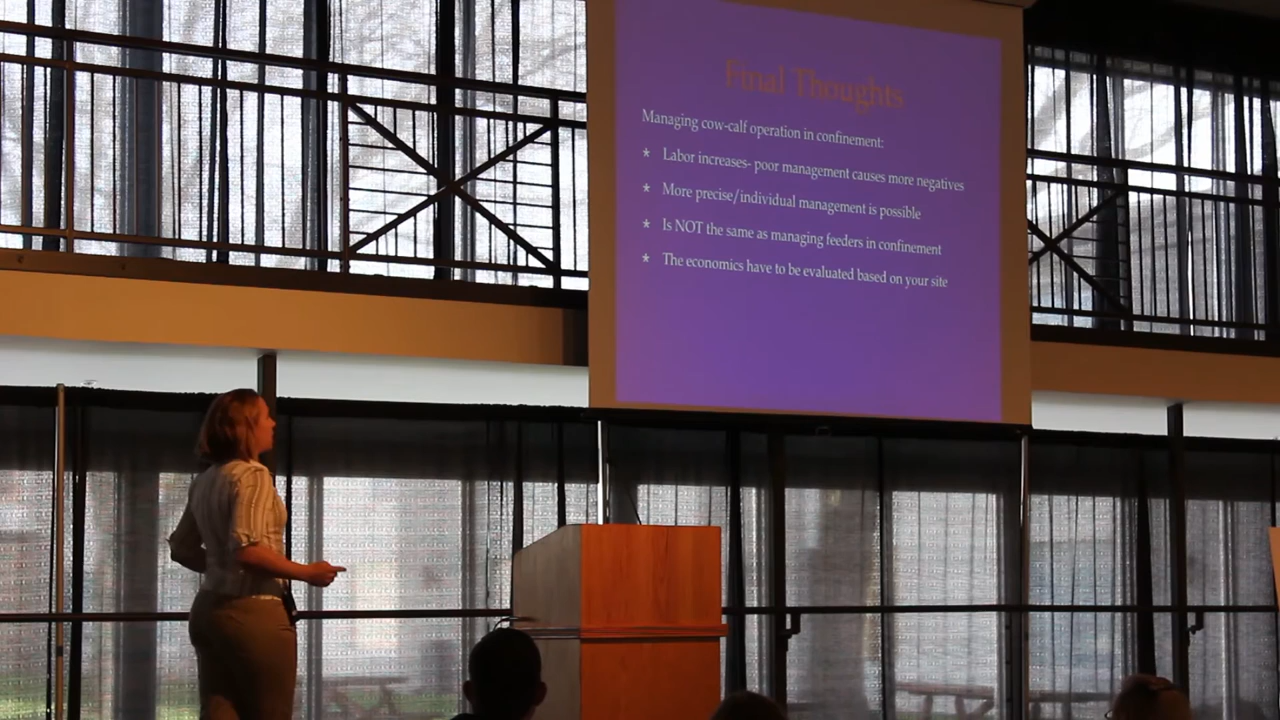 Final Thoughts
Managing cow-calf operation in confinement:
* Labor increases- poor management causes more negatives
* More precise/individual management is possible
* Is NOT the same as managing feeders in confinement
* The economics have to be evaluated based on your site